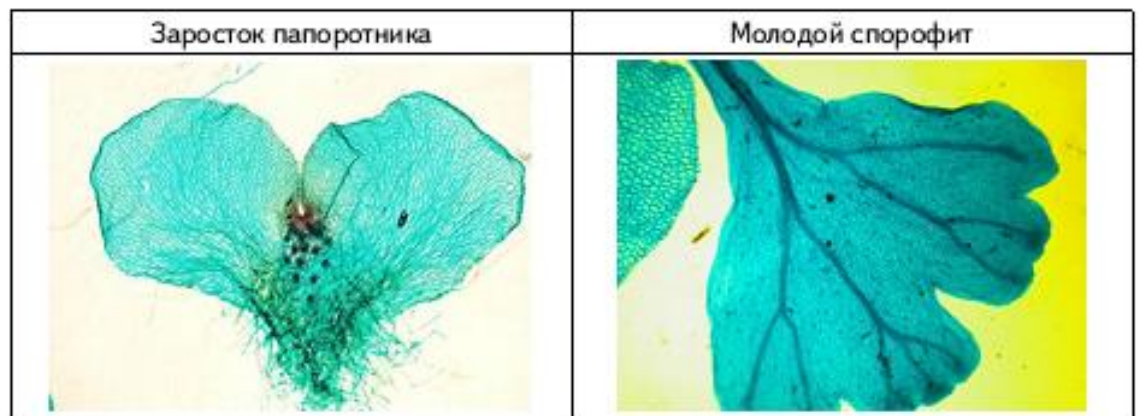 Заросток папоротника
Молодой спорофит